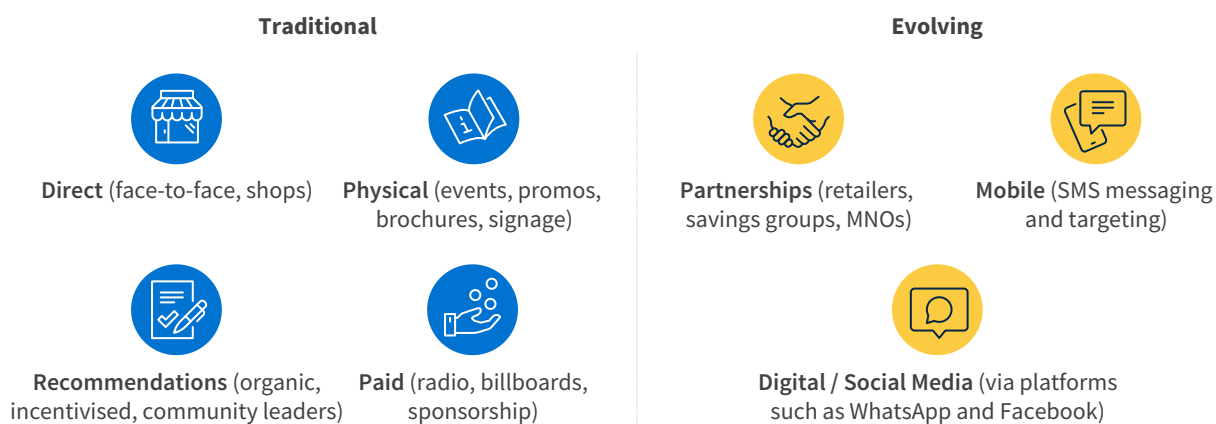 Traditional
Direct (face-to-face, shops)
Physical (events, promos,
brochures, signage)
Recommendations (organic,
incentivised, community leaders)
Paid (radio, billboards,
sponsorship)
Evolving
Partnerships (retailers,
savings groups, MNOs)
Mobile (SMS messaging
and targeting)
Digital / Social Media (via platforms
such as WhatsApp and Facebook)